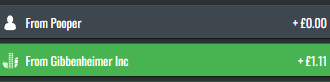 From Pooper + £0.00
From Gibbenheimer Inc + £1.11